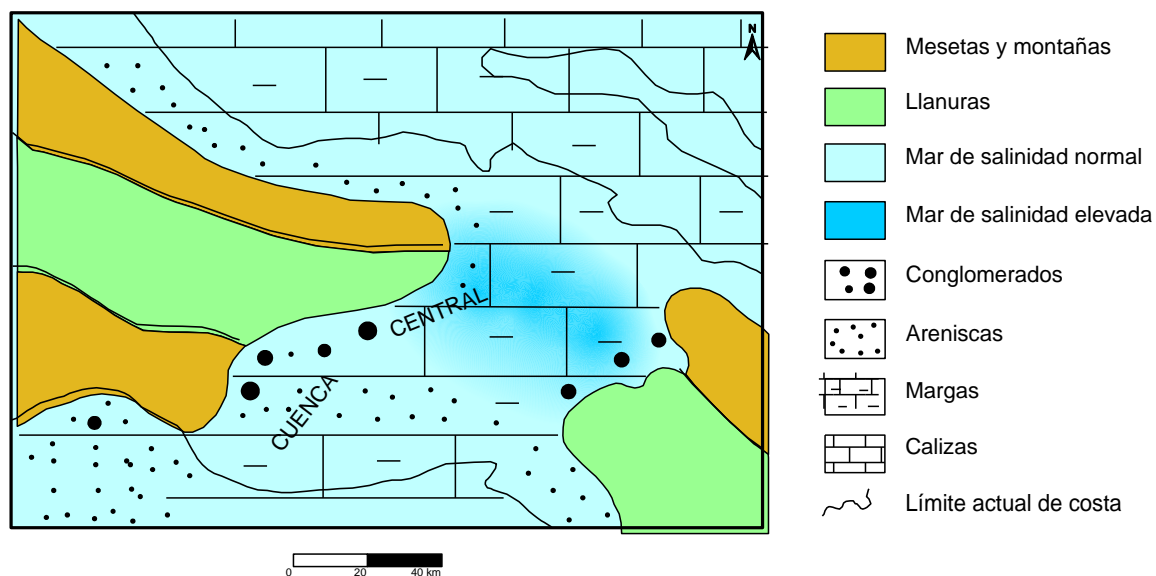 N
CENTRAL
CUENCA
0 20 40 km
Mesetas y montañas
Llanuras
Mar de salinidad normal
Mar de salinidad elevada
Conglomerados
Areniscas
Margas
Calizas
Límite actual de costa